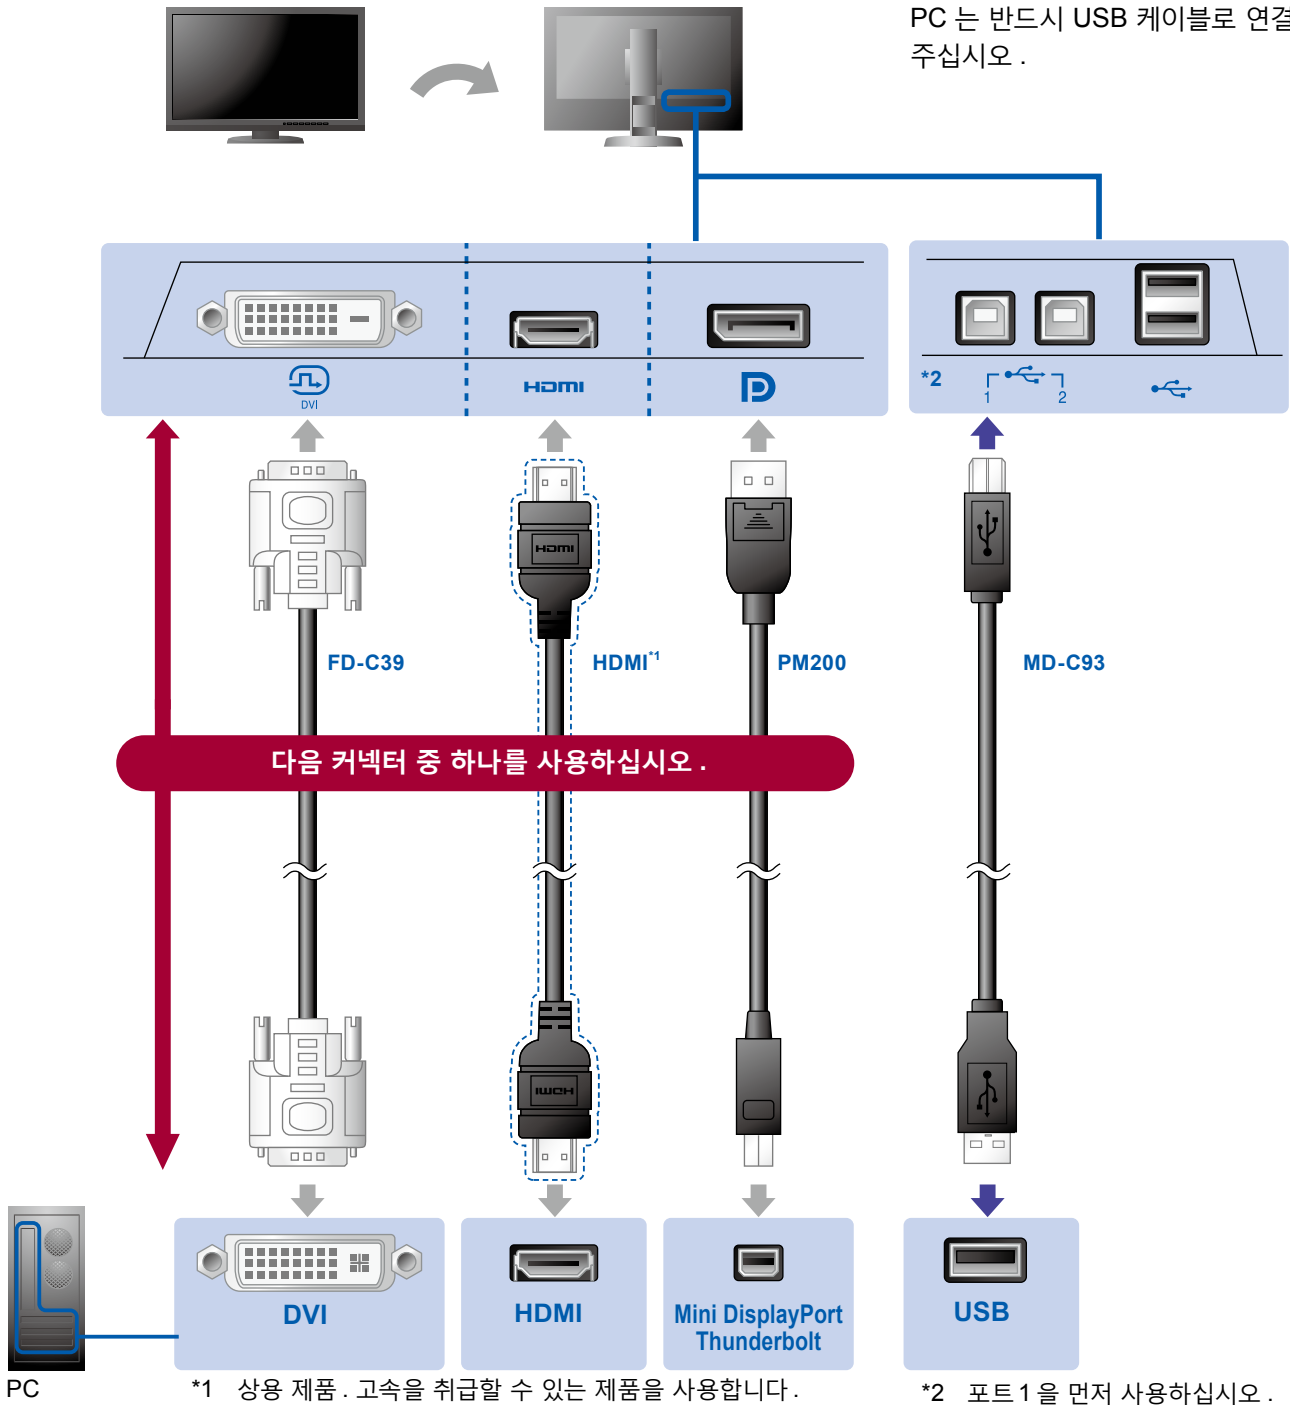 PC 는 반드시 USB 케이블로 연결
주십시오 .
DVI
HDMI
*2
1
2
HDMI
FD-C39
HDMI*1
PM200
MD-C93
다음 커넥터 중 하나를 사용하십시오 .
HDMI
DVI
HDMI
Mini DisplayPort
Thunderbolt
USB
PC
*1 상용 제품 . 고속을 취급할 수 있는 제품을 사용합니다 .
*2 포트 1 을 먼저 사용하십시오 .